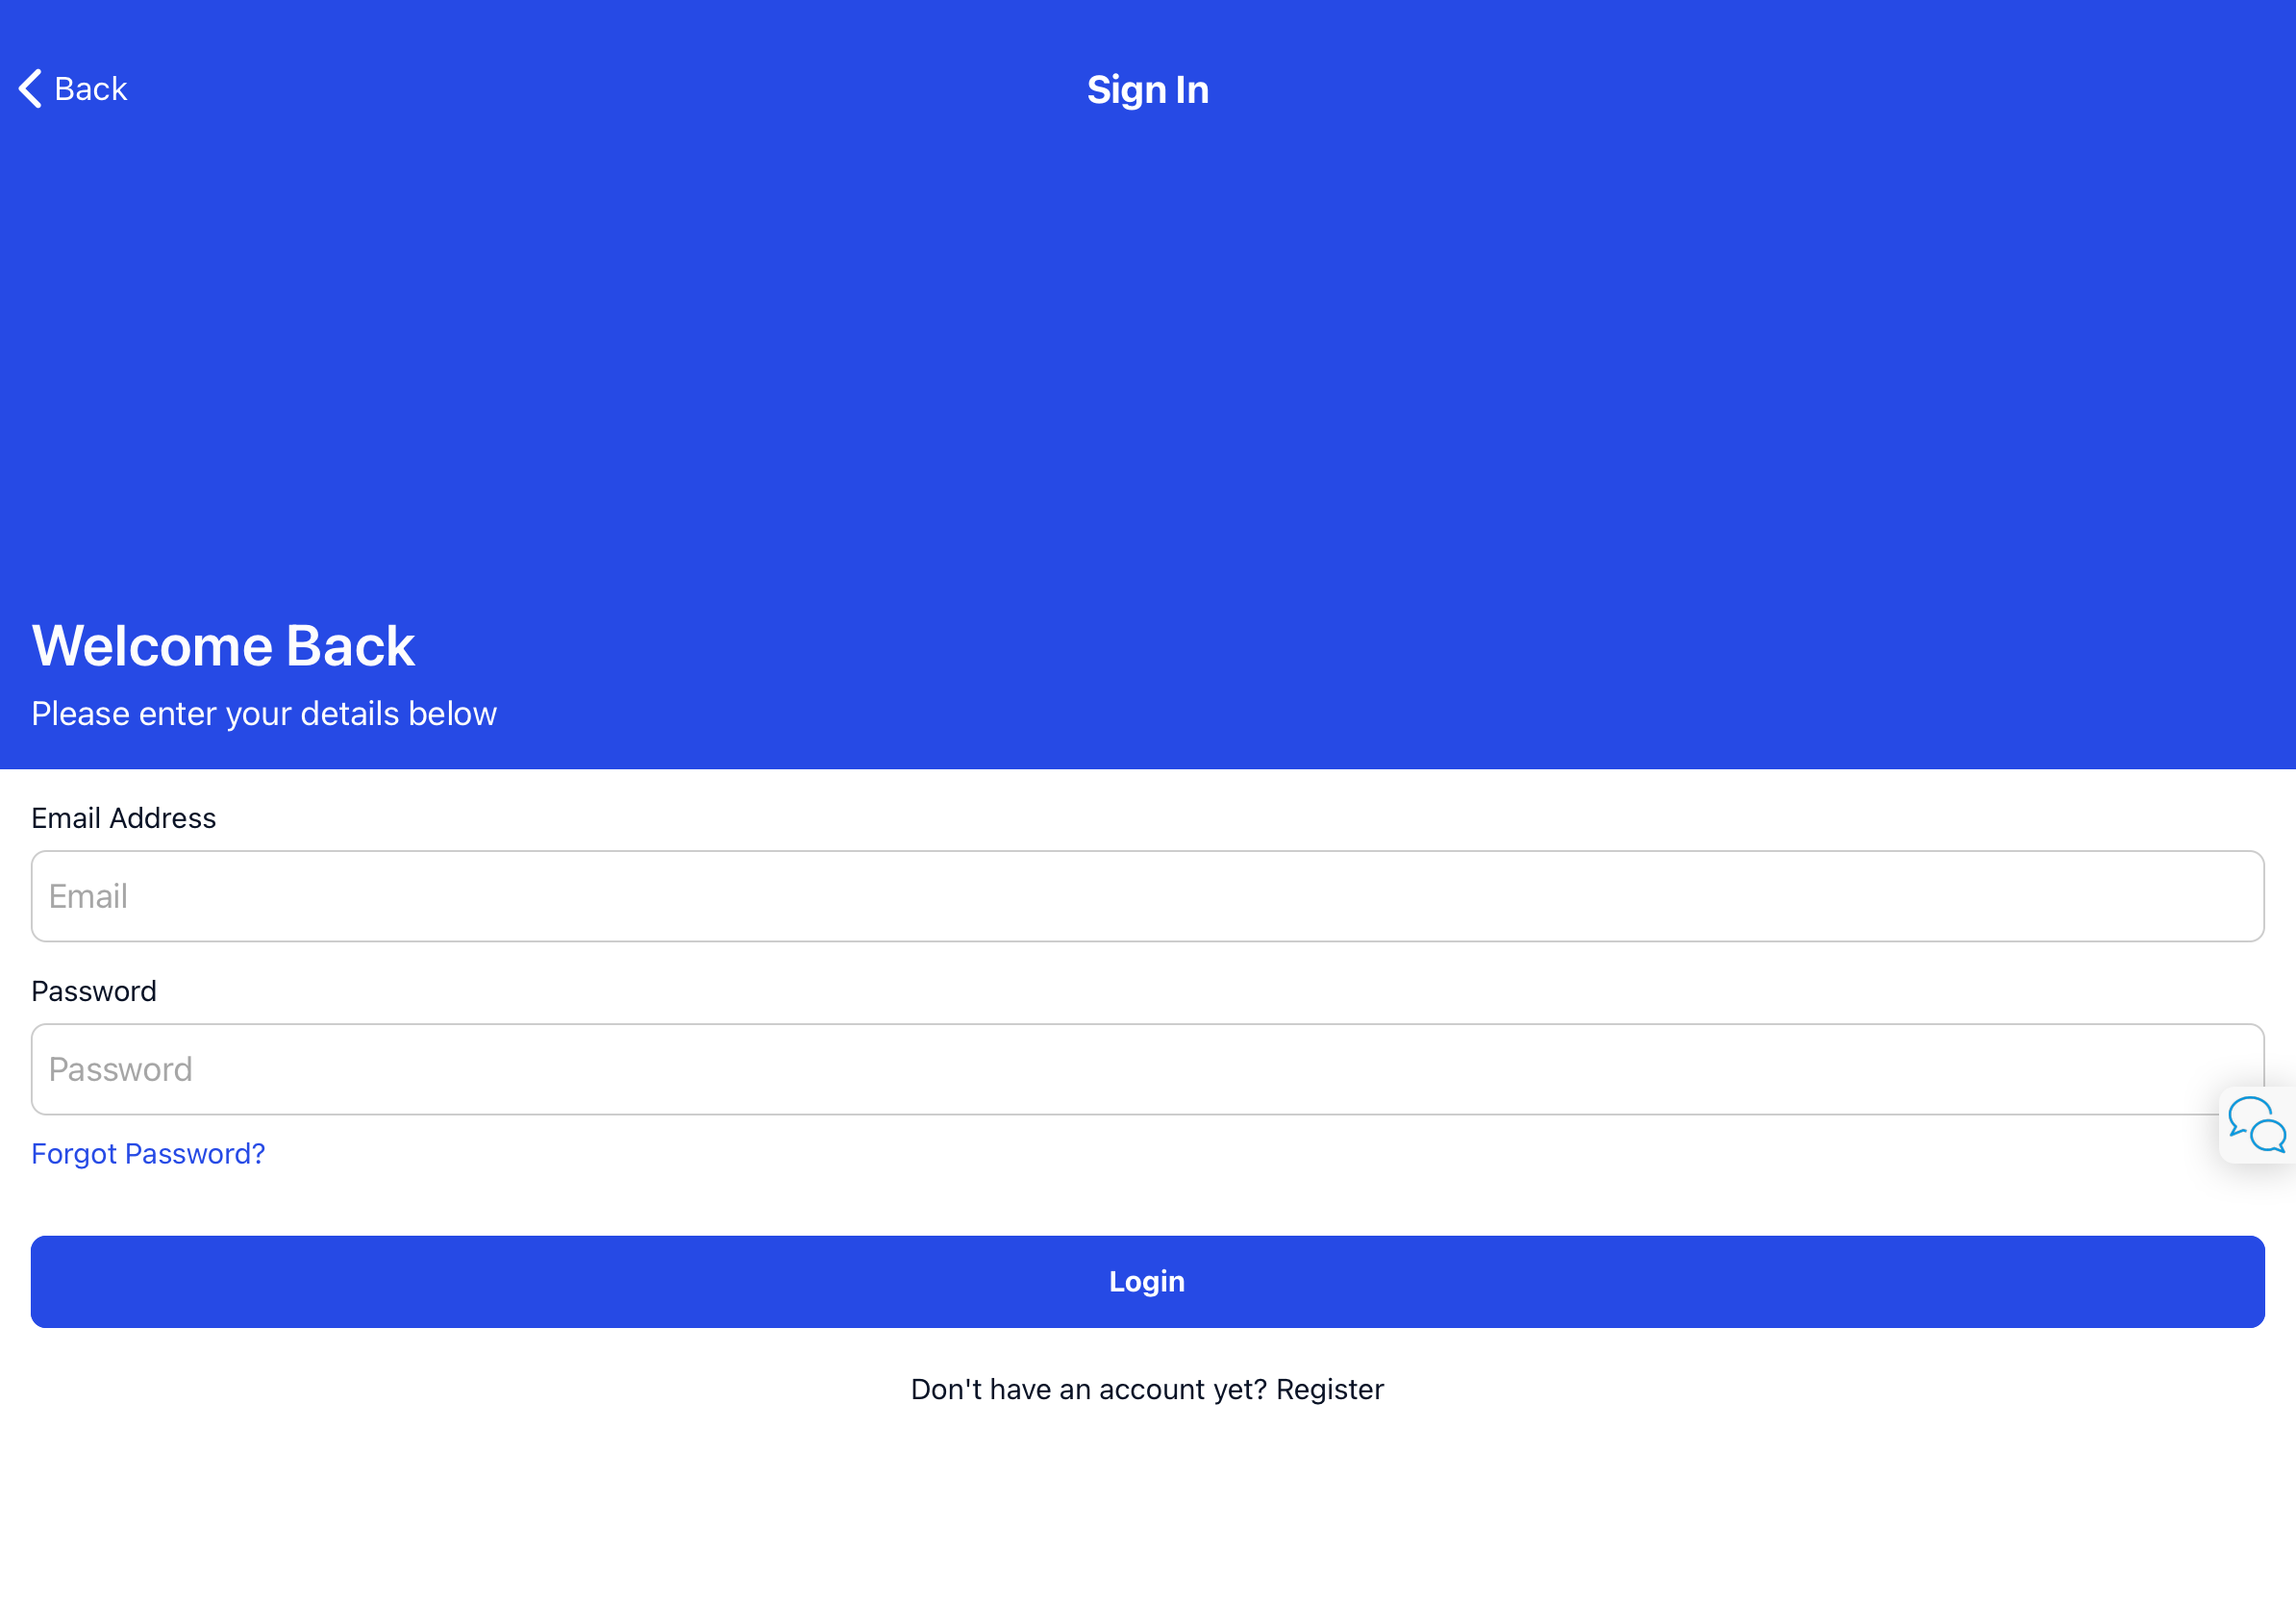 Back
Sign In
Welcome Back
Please enter your details below
Email Address
Email
Password
Password
Forgot Password?
Login
Don't have an account yet? Register